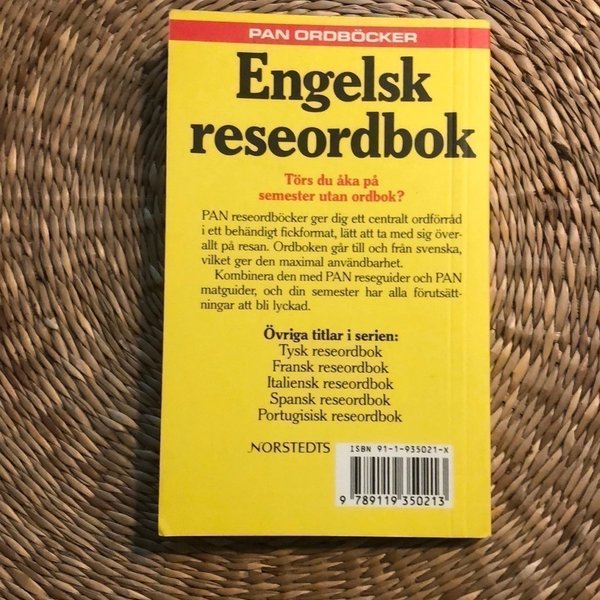 PAN ORDBÖCKER
Engelsk
reseordbok
Törs du åka på
semester utan ordbok?
PAN reseordböcker ger dig ett centralt ordförråd
i ett behändigt fickformat, lätt att ta med sig över-
allt på resan. Ordboken går till och från svenska,
vilket ger den maximal användbarhet.
Kombinera den med PAN reseguider och PAN
matguider, och din semester har alla förutsätt-
ningar att bli lyckad.
Övriga titlar i serien:
Tysk reseordbok
Fransk reseordbok
Italiensk reseordbok
Spansk reseordbok
Portugisisk reseordbok
NORSTEDTS
ISBN 91-1-935021-X
9 789119 350213